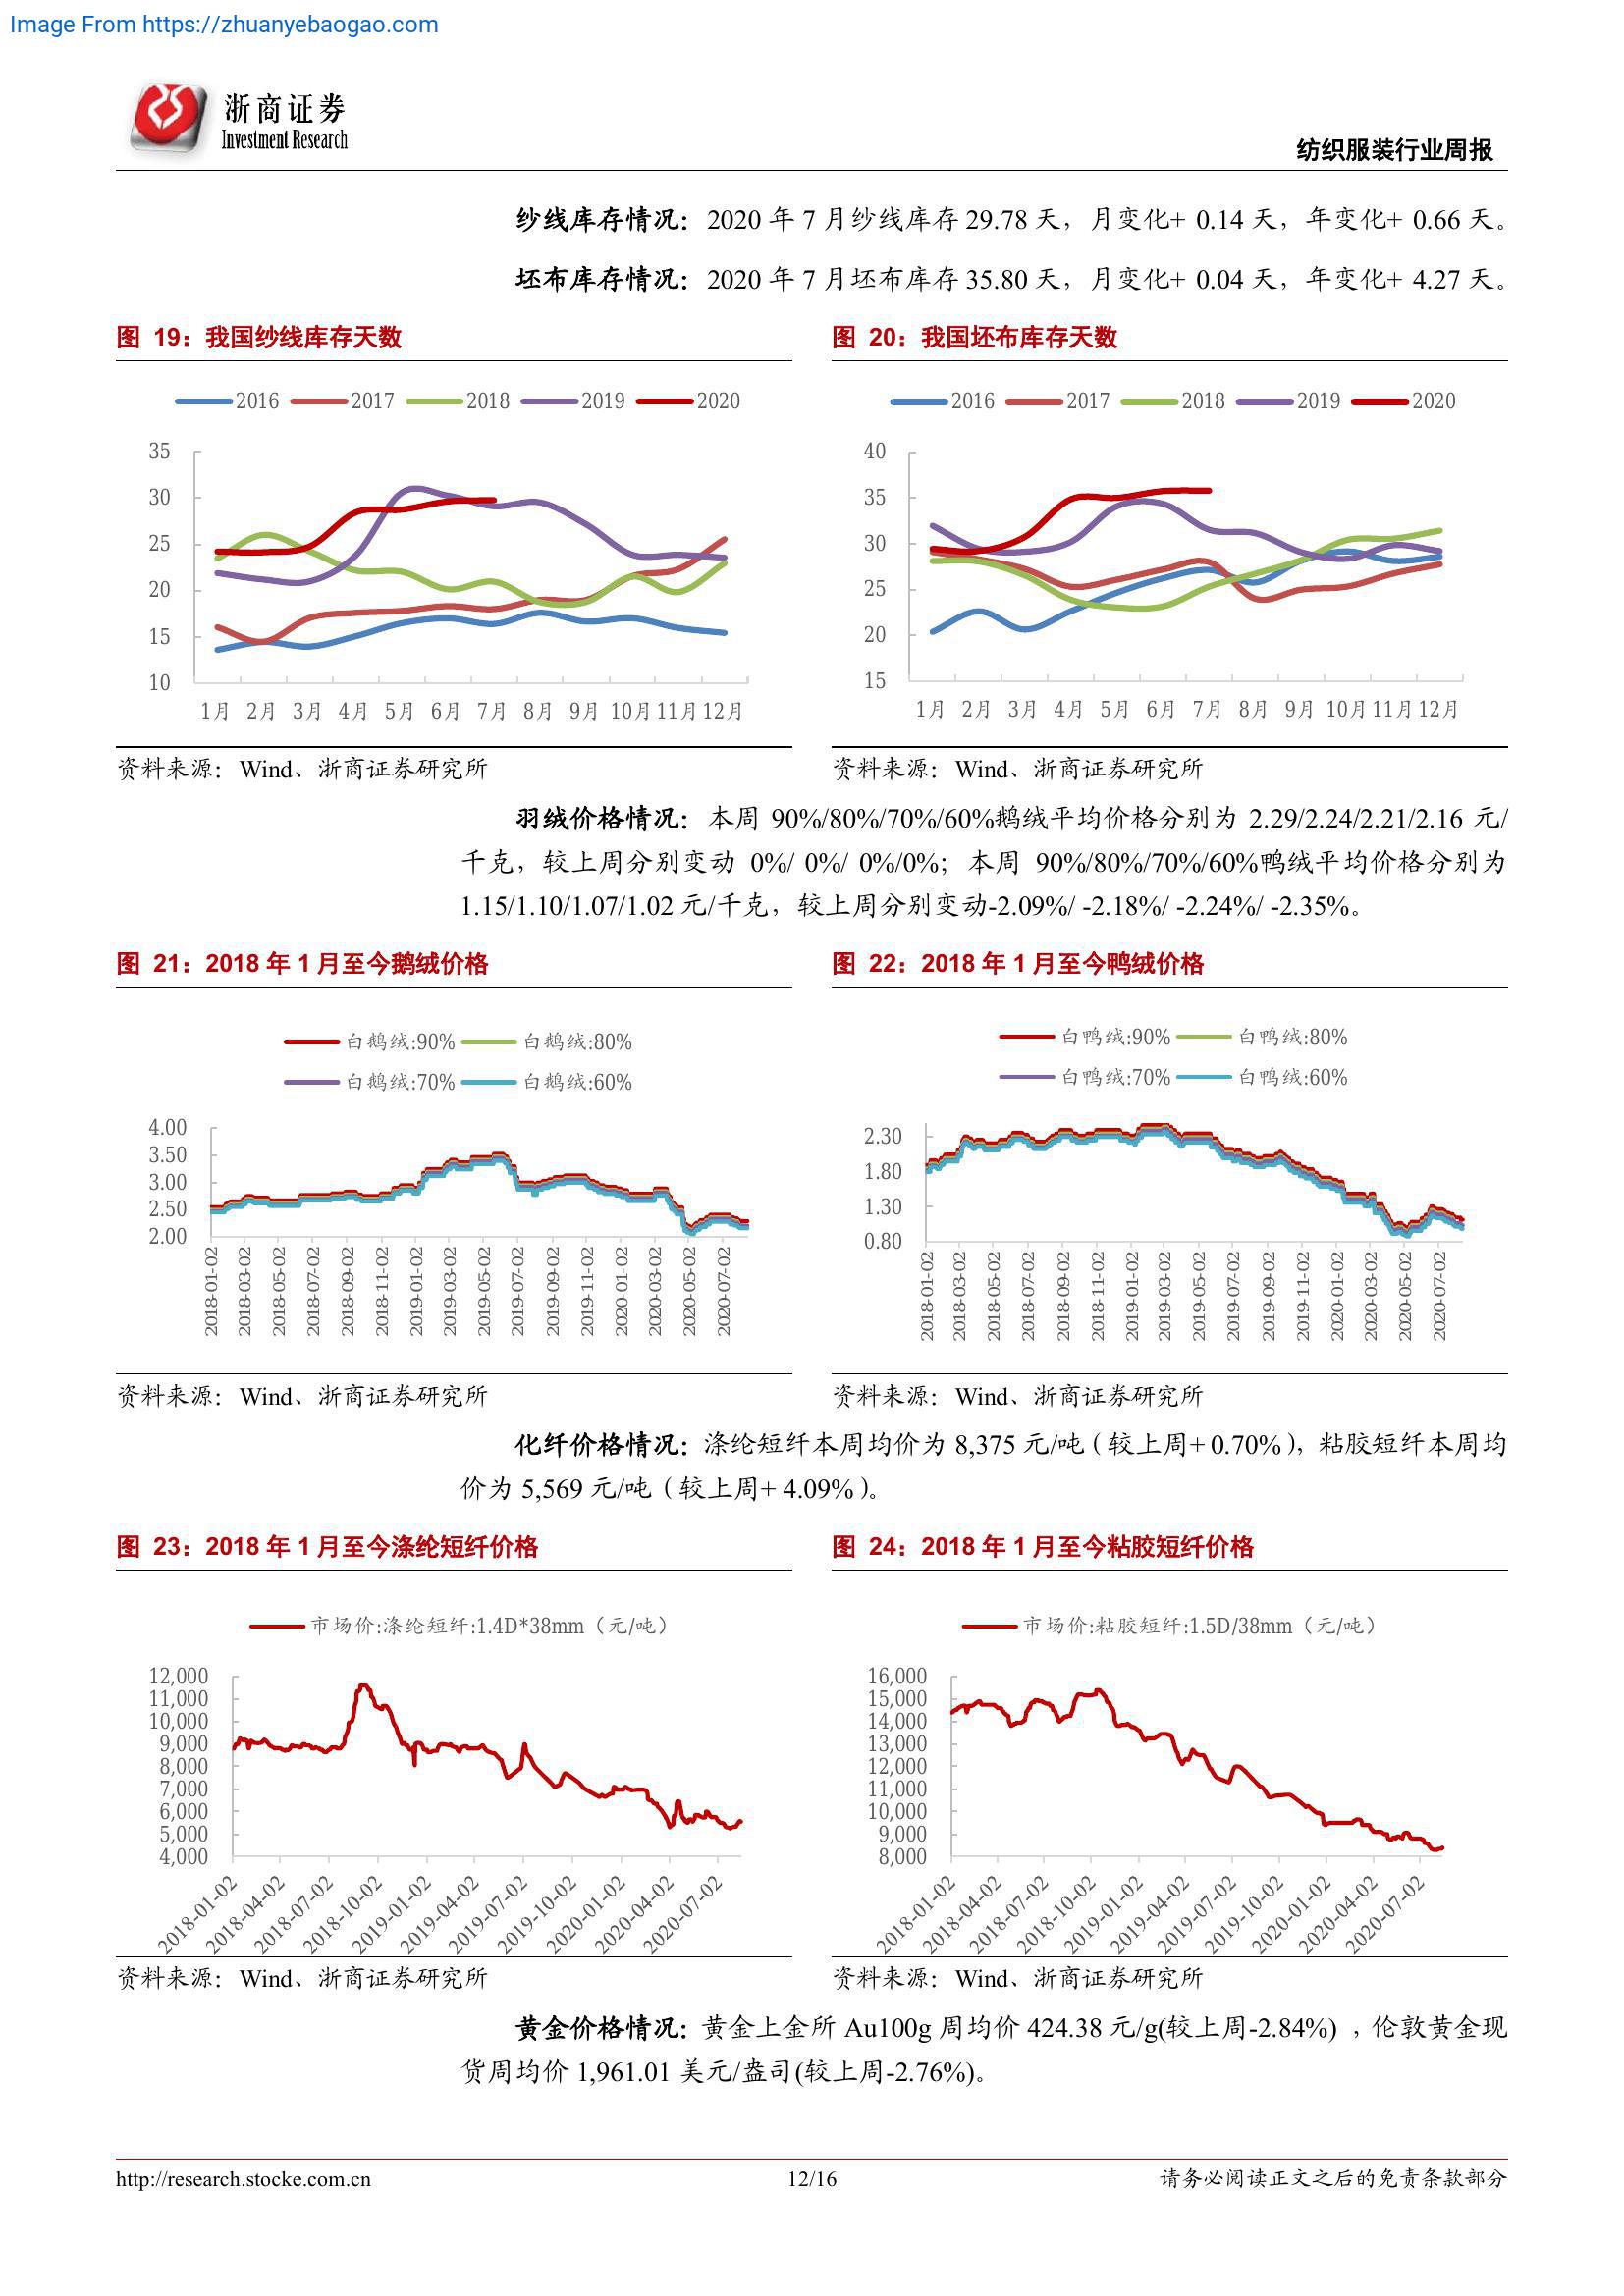 Image From https://zhuanyebaogao.com
浙商证券
Investment Research
纺织服装行业周报
纱线库存情况：2020 年 7 月纱线库存 29.78 天，月变化+ 0.14 天，年变化+ 0.66 天。
坯布库存情况：2020 年 7 月坯布库存 35.80 天，月变化+ 0.04 天，年变化+ 4.27 天。
图 19：我国纱线库存天数
2016 2017 2018 2019 2020
35
30
25
20
15
10
1月 2月 3月 4月 5月 6月 7月 8月 9月 10月 11月 12月
资料来源：Wind、浙商证券研究所
图 20：我国坯布库存天数
2016 2017 2018 2019 2020
40
35
30
25
20
15
1月 2月 3月 4月 5月 6月 7月 8月 9月 10月 11月 12月
资料来源：Wind、浙商证券研究所
羽绒价格情况：本周 90%/80%/70%/60%鹅绒平均价格分别为 2.29/2.24/2.21/2.16 元/
千克，较上周分别变动 0%/ 0%/ 0%/0%；本周 90%/80%/70%/60%鸭绒平均价格分别为
1.15/1.10/1.07/1.02 元/千克，较上周分别变动-2.09%/ -2.18%/ -2.24%/ -2.35%。
图 21：2018 年 1 月至今鹅绒价格
白鹅绒:90% 白鹅绒:80%
白鹅绒:70% 白鹅绒:60%
4.00
3.50
3.00
2.50
2.00
2018-01-02 2018-03-02 2018-05-02 2018-07-02 2018-09-02 2018-11-02 2019-01-02 2019-03-02 2019-05-02 2019-07-02 2019-09-02 2019-11-02 2020-01-02 2020-03-02 2020-05-02 2020-07-02
资料来源：Wind、浙商证券研究所
图 22：2018 年 1 月至今鸭绒价格
白鸭绒:90% 白鸭绒:80%
白鸭绒:70% 白鸭绒:60%
2.30
1.80
1.30
0.80
2018-01-02 2018-03-02 2018-05-02 2018-07-02 2018-09-02 2018-11-02 2019-01-02 2019-03-02 2019-05-02 2019-07-02 2019-09-02 2019-11-02 2020-01-02 2020-03-02 2020-05-02 2020-07-02
资料来源：Wind、浙商证券研究所
化纤价格情况：涤纶短纤本周均价为 8,375 元/吨（较上周+ 0.70%），粘胶短纤本周均
价为 5,569 元/吨（较上周+ 4.09%）。
图 23：2018 年 1 月至今涤纶短纤价格
市场价:涤纶短纤:1.4D*38mm（元/吨）
12,000
11,000
10,000
9,000
8,000
7,000
6,000
5,000
4,000
2018-01-02 2018-04-02 2018-07-02 2018-10-02 2019-01-02 2019-04-02 2019-07-02 2019-10-02 2020-01-02 2020-04-02 2020-07-02
资料来源：Wind、浙商证券研究所
图 24：2018 年 1 月至今粘胶短纤价格
市场价:粘胶短纤:1.5D/38mm（元/吨）
16,000
15,000
14,000
13,000
12,000
11,000
10,000
9,000
8,000
2018-01-02 2018-04-02 2018-07-02 2018-10-02 2019-01-02 2019-04-02 2019-07-02 2019-10-02 2020-01-02 2020-04-02 2020-07-02
资料来源：Wind、浙商证券研究所
黄金价格情况：黄金上金所 Au100g 周均价 424.38 元/g(较上周-2.84%) ，伦敦黄金现
货周均价 1,961.01 美元/盎司(较上周-2.76%)。
http://research.stocke.com.cn
12/16
请务必阅读正文之后的免责条款部分